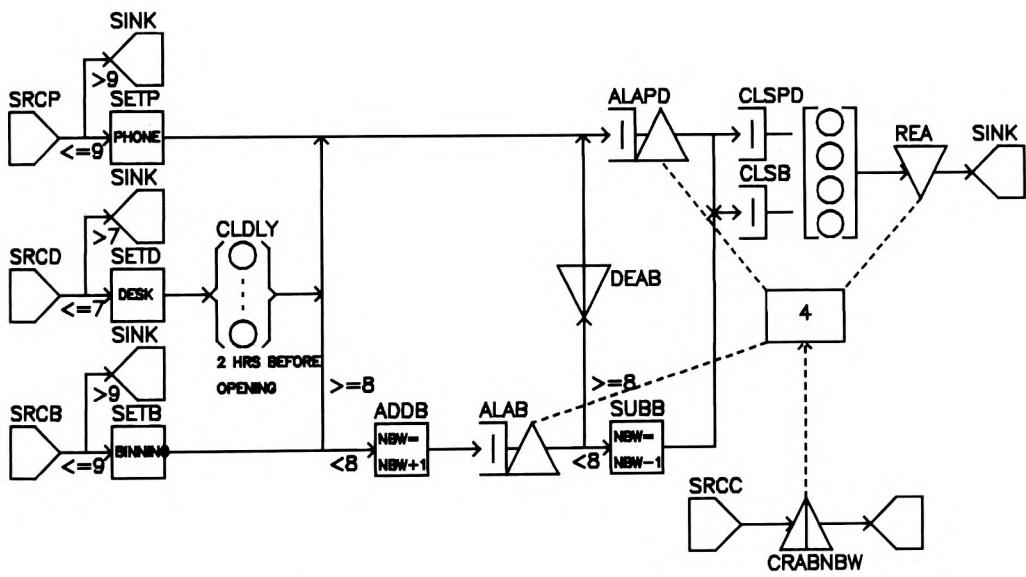 SINK
>9
SRCP
SETP
PHONE
<=9
ALAPD
CLSPD
REA
SINK
SINK
>7
SRCD
SETD
DESK
<=7
CLDLY
2 HRS BEFORE
OPENING
CLSB
DEAB
4
SINK
>9
SRCB
SETB
BINNING
<=9
>=8
<8
ADDB
NBW=
NBW+1
ALAB
>=8
<8
SUBB
NBW=
NBW-1
SRCC
CRABNBW